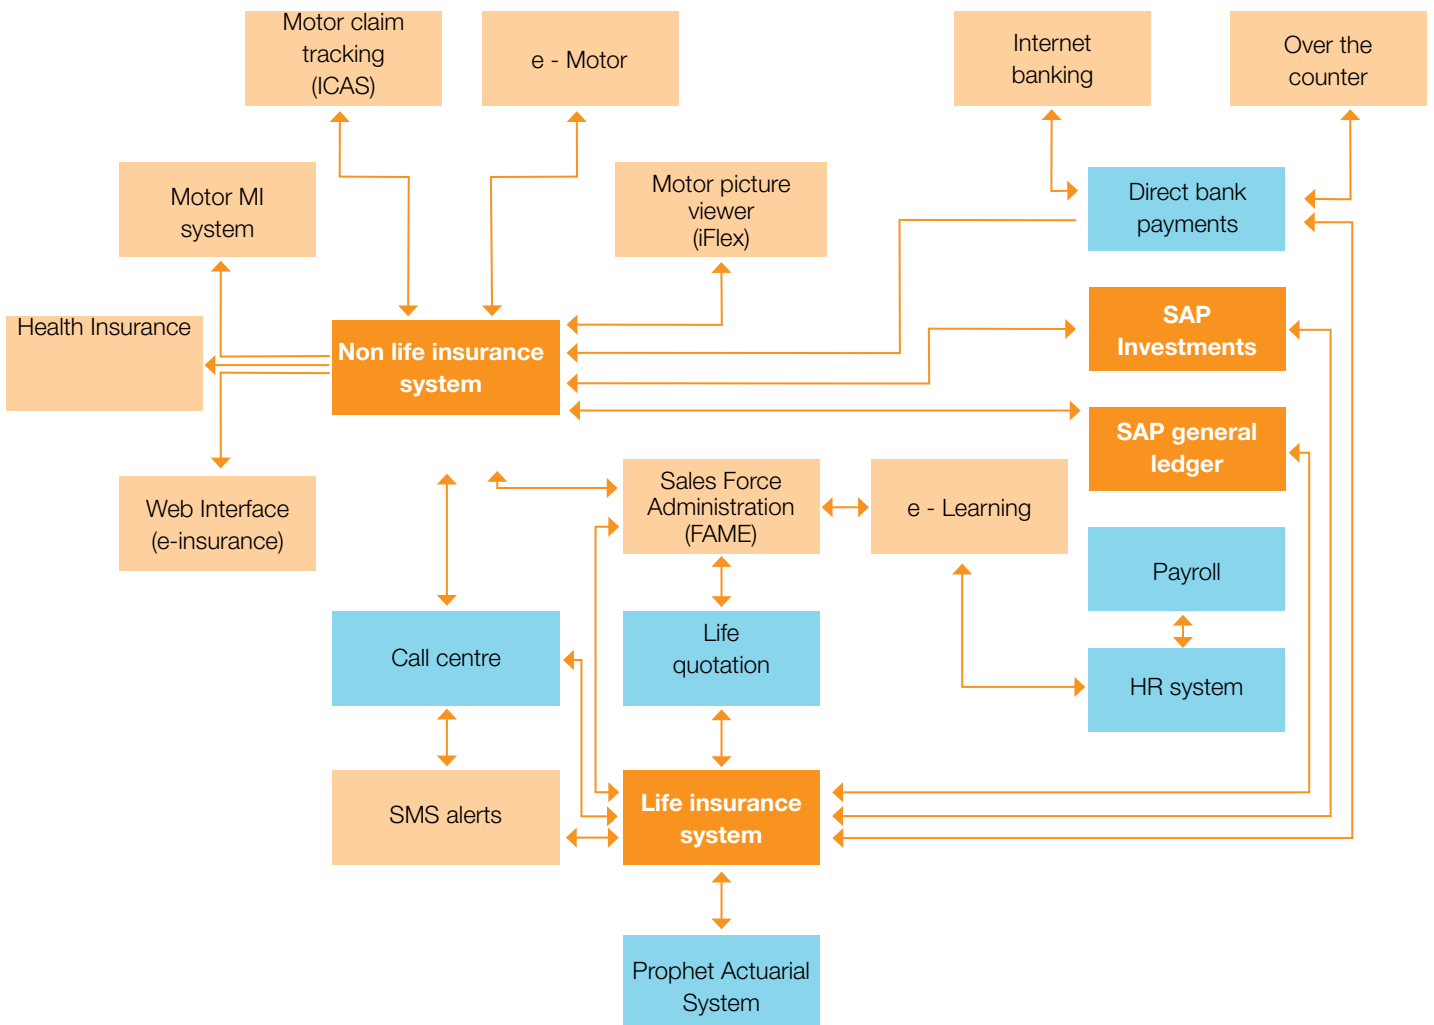 Motor claim
tracking
(ICAS)
e - Motor
Internet
banking
Over the
counter
Motor MI
system
Motor picture
viewer
(iFlex)
Direct bank
payments
Health Insurance
Non life insurance
system
SAP
Investments
SAP general
ledger
Web Interface
(e-insurance)
Sales Force
Administration
(FAME)
e - Learning
Payroll
Call centre
Life
quotation
HR system
SMS alerts
Life insurance
system
Prophet Actuarial
System